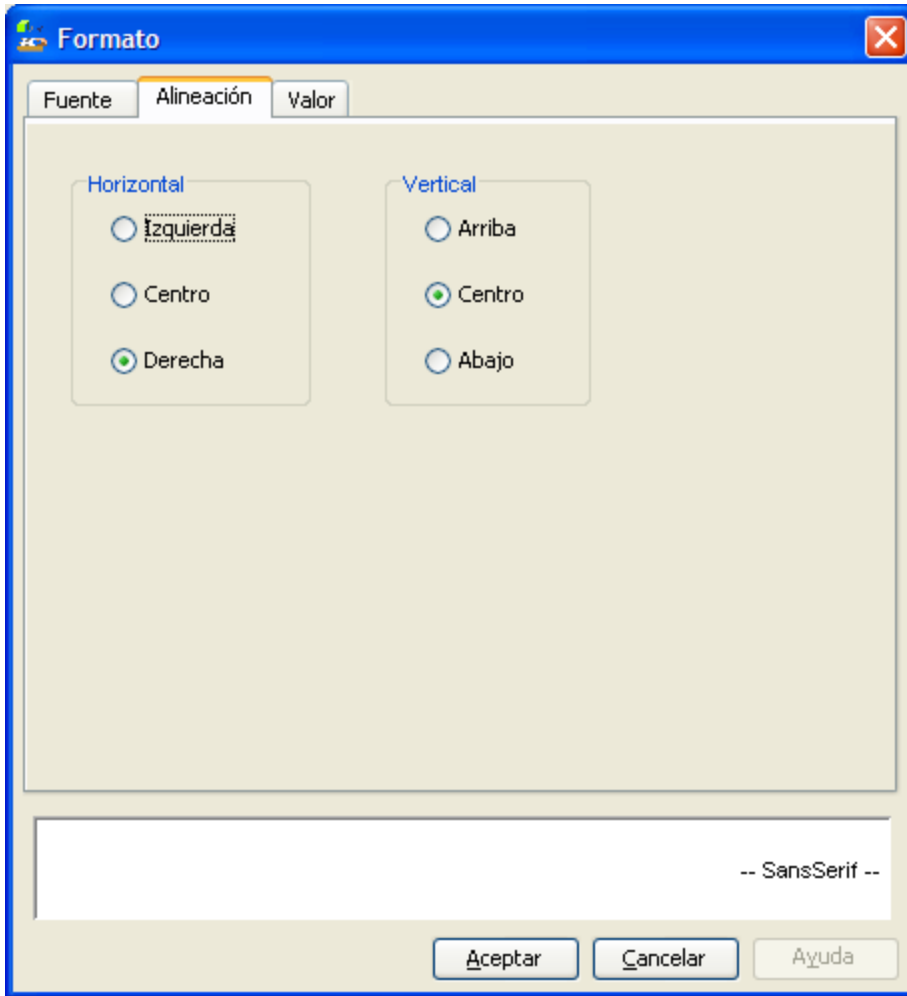 Formato
Fuente Alineación Valor
Horizontal Vertical
Izquierda Arriba
Centro Centro
Derecha Abajo
-- SansSerif --
Aceptar Cancelar Ayuda